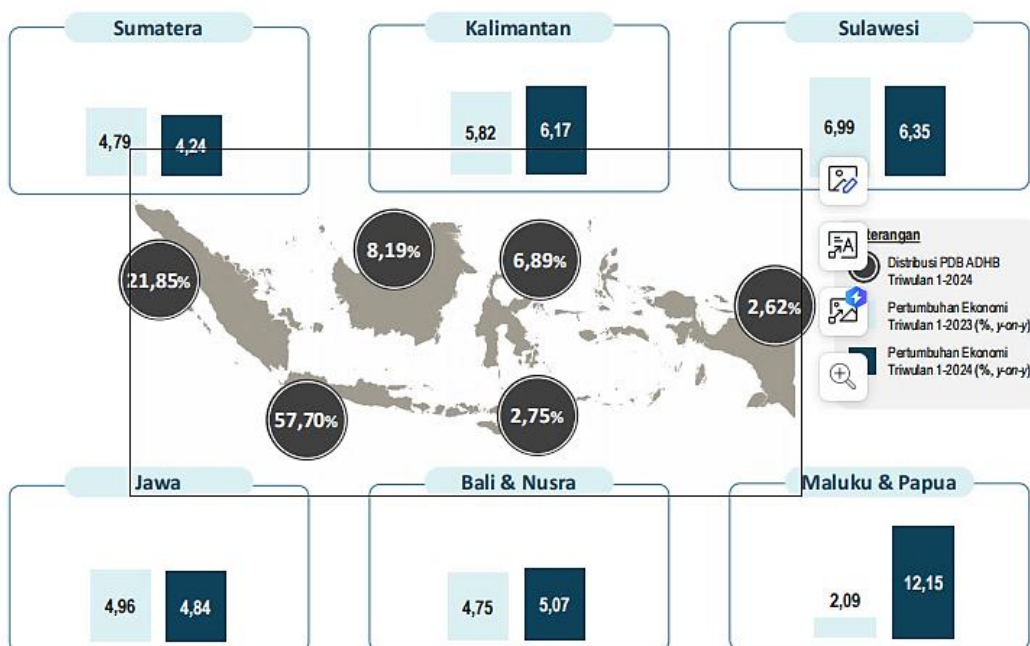 Sumatera
Kalimantan
Sulawesi
4,79
4,24
5,82
6,17
6,99
6,35
21,85%
8,19%
6,89%
2,62%
57,70%
2,75%
terangan
Distribusi PDB ADHB
Triwulan 1-2024
Pertumbuhan Ekonomi
Triwulan 1-2023 (%, y-on-y)
Pertumbuhan Ekonomi
Triwulan 1-2024 (%, y-on-y)
Jawa
Bali & Nusra
Maluku & Papua
4,96
4,84
4,75
5,07
2,09
12,15